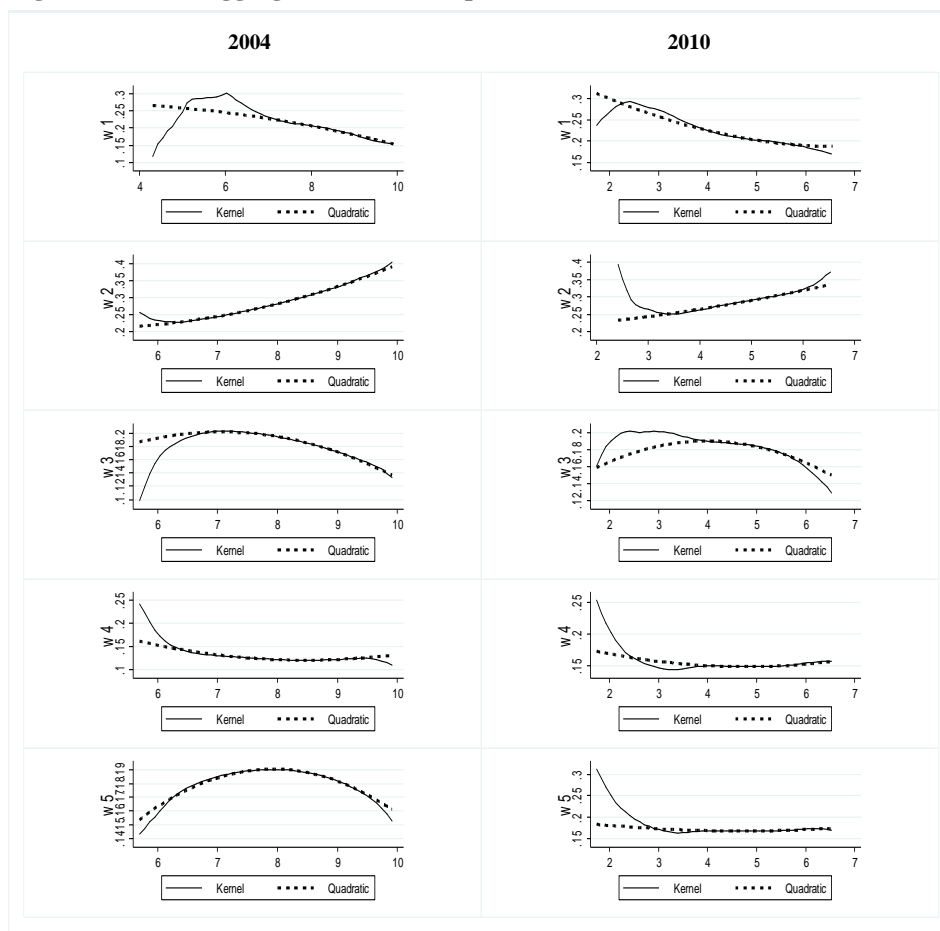 2004 2010
w 1
.1 .15 .2 .25 .3
4 6 8 10
Kernel Quadratic
w 1
.15 .2 .25 .3
2 3 4 5 6 7
Kernel Quadratic
w 2
.2 .25 .3 .35 .4
6 7 8 9 10
Kernel Quadratic
w 2
.2 .25 .3 .35 .4
2 3 4 5 6 7
Kernel Quadratic
w 3
.1 .12 .14 .16 .18 .2
6 7 8 9 10
Kernel Quadratic
w 3
.12 .14 .16 .18 .2
2 3 4 5 6 7
Kernel Quadratic
w 4
.1 .15 .25
6 7 8 9 10
Kernel Quadratic
w 4
.15 .2 .25
2 3 4 5 6 7
Kernel Quadratic
w 5
.14 .15 .16 .17 .18 .19
6 7 8 9 10
Kernel Quadratic
w 5
.15 .2 .25 .3
2 3 4 5 6 7
Kernel Quadratic